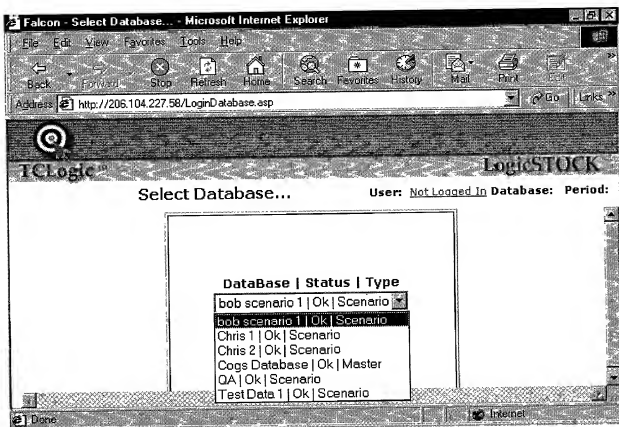 Falcon - Select Database... - Microsoft Internet Explorer
File Edit View Favorites Tools Help
Back Forward Stop Refresh Home Search Favorites History Mail Print Edit
Address http://206.104.227.58/LoginDatabase.asp Go Links
TCLogic LogicSTOCK
Select Database... User: Not Logged In Database: Period:
DataBase | Status | Type
bob scenario 1 | Ok | Scenario
bob scenario 1 | Ok | Scenario
Chris 1 | Ok | Scenario
Chris 2 | Ok | Scenario
Cogs Database | Ok | Master
QA | Ok | Scenario
Test Data 1 | Ok | Scenario
Done Internet